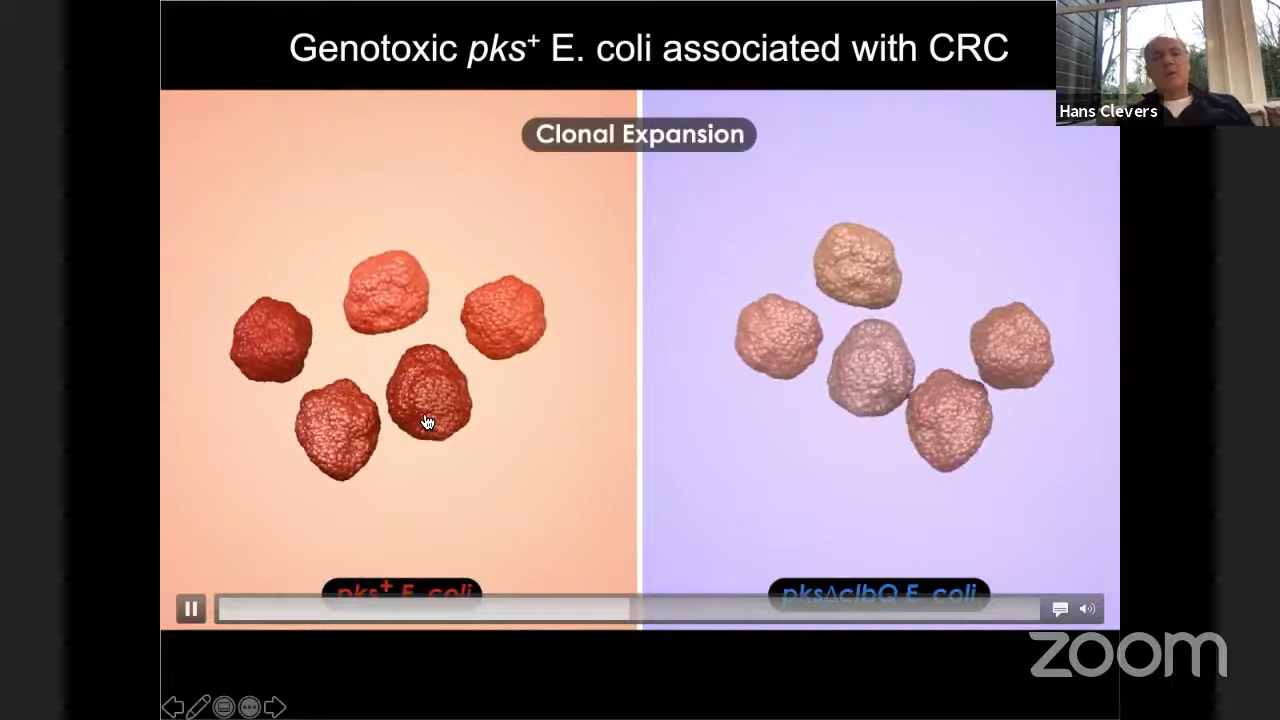 Genotoxic pks⁺ E. coli associated with CRC
Hans Clevers
Clonal Expansion
pks⁺ E. coli
pksΔclbQ E. coli
zoom